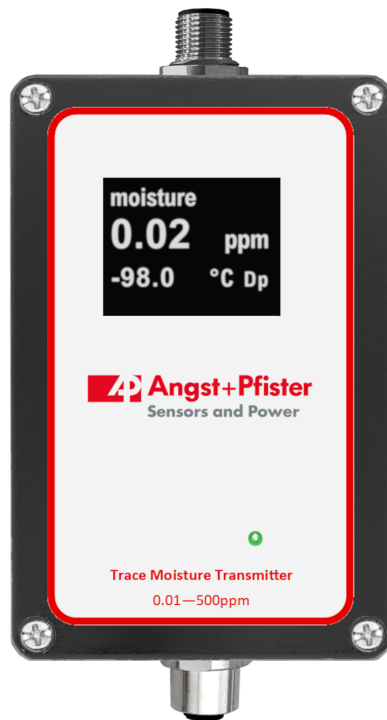 moisture
0.02 ppm
-98.0 °C Dp
AP Angst+Pfister
Sensors and Power
Trace Moisture Transmitter
0.01—500ppm